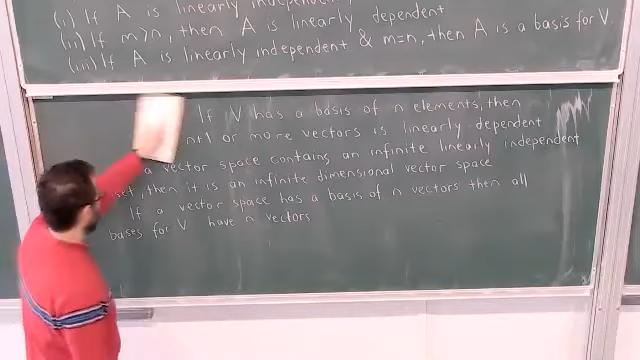 (i) If A is linearly independent
(ii) If m>n, then A is linearly dependent
(iii) If A is linearly independent & m=n, then A is a basis for V.
If V has a basis of n elements, then
n+1 or more vectors is linearly dependent
a vector space contains an infinite linearly independent
set, then it is an infinite dimensional vector space
If a vector space has a basis of n vectors then all
bases for V have n vectors